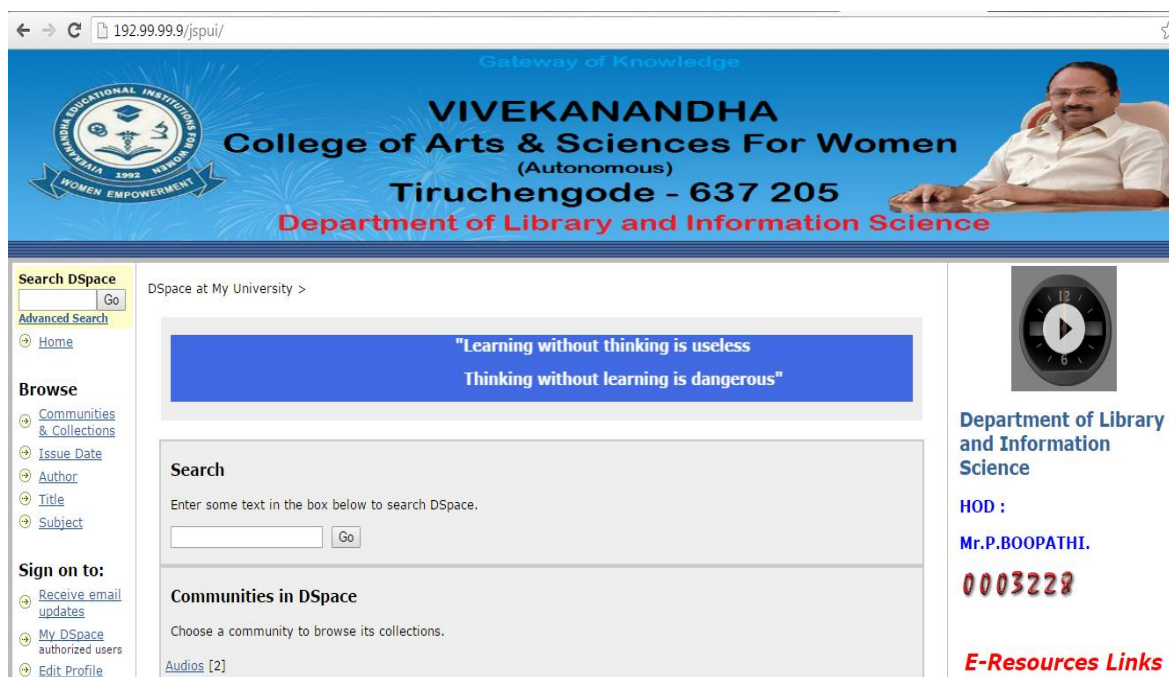 192.99.99.9/jspui/
Gateway of Knowledge
VIVEKANANDHA EDUCATIONAL INSTITUTIONS FOR WOMEN
1992
WOMEN EMPOWERMENT
VIVEKANANDHA
College of Arts & Sciences For Women
(Autonomous)
Tiruchengode - 637 205
Department of Library and Information Science
Search DSpace
Go
Advanced Search
Home
Browse
Communities
& Collections
Issue Date
Author
Title
Subject
Sign on to:
Receive email
updates
My DSpace
authorized users
Edit Profile
DSpace at My University >
"Learning without thinking is useless
Thinking without learning is dangerous"
Search
Enter some text in the box below to search DSpace.
Go
Communities in DSpace
Choose a community to browse its collections.
Audios [2]
12
6
Department of Library
and Information
Science
HOD :
Mr.P.BOOPATHI.
0003228
E-Resources Links